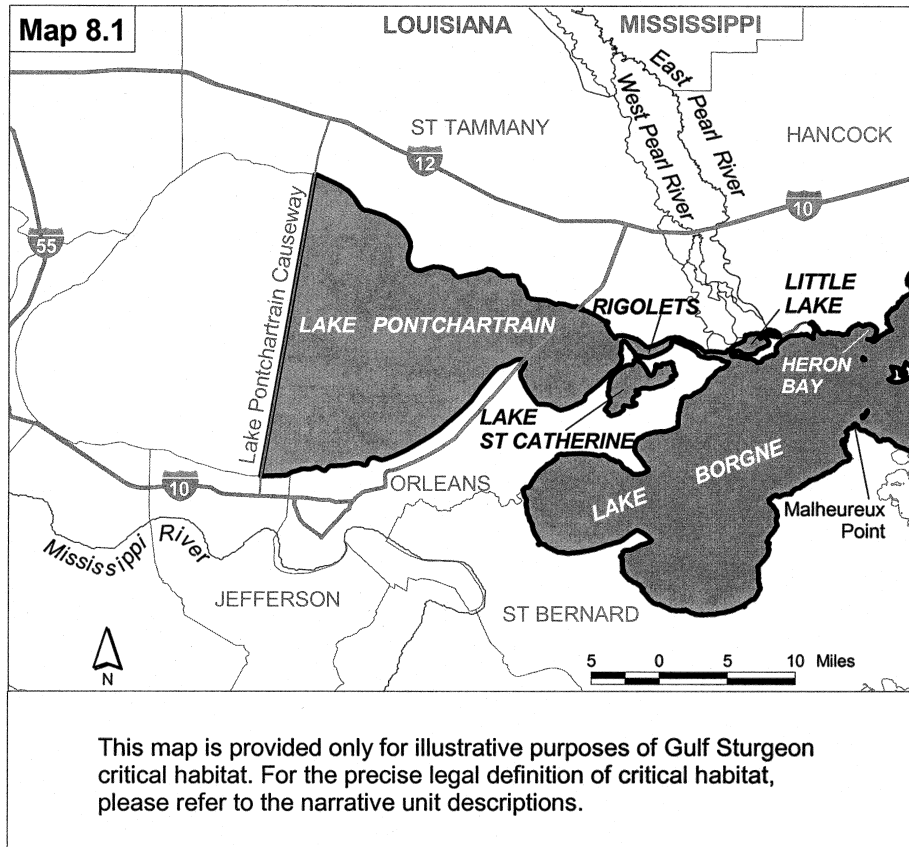 Map 8.1
LOUISIANA
MISSISSIPPI
East Pearl River
West Pearl River
ST TAMMANY
HANCOCK
12
10
55
Lake Pontchartrain Causeway
LAKE PONTCHARTRAIN
RIGOLETS
LITTLE
LAKE
HERON
BAY
LAKE
ST CATHERINE
LAKE BORGNE
10
ORLEANS
Malheureux
Point
Mississippi River
JEFFERSON
ST BERNARD
N
5 0 5 10 Miles
This map is provided only for illustrative purposes of Gulf Sturgeon
critical habitat. For the precise legal definition of critical habitat,
please refer to the narrative unit descriptions.